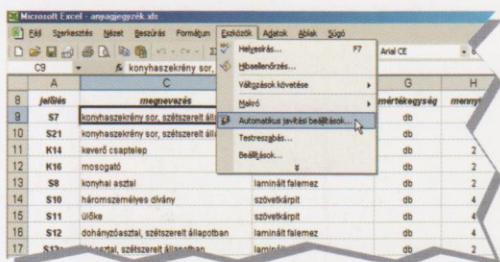 Microsoft Excel - anyagjegyzék.xls
Fájl Szerkesztés Nézet Beszúrás Formátum Eszközök Adatok Ablak Súgó
Arial CE
C9 fx konyhaszekrény sor,
Helyesírás... F7
Hibaellenőrzés...
Változások követése
Makró
Automatikus javítási beállítások...
Testreszabás...
Beállítások...
A C G
8 jelölés megnevezés mértékegység
9 S7 konyhaszekrény sor, szétszerelt db
10 S21 konyhaszekrény sor, szétszerelt db
11 K14 keverő csaptelep db 2
12 K16 mosogató db 2
13 S8 konyhai asztal laminált falemez db 2
14 S10 háromszemélyes dívány szövetkárpit db 4
15 S11 ülőke szövetkárpit db 4
16 S12 dohányzóasztal, szétszerelt állapotban laminált falemez db 2
17 asztal, szétszerelt állapotban db 2